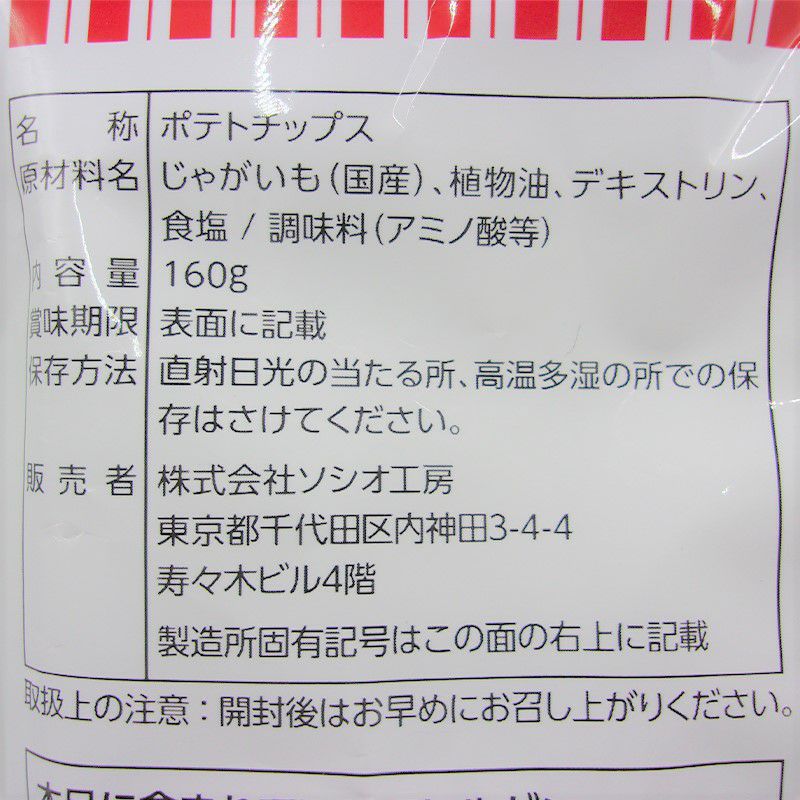 名称 ポテトチップス
原材料名 じゃがいも(国産)、植物油、デキストリン、
食塩 / 調味料(アミノ酸等)
内容量 160g
賞味期限 表面に記載
保存方法 直射日光の当たる所、高温多湿の所での保
存はさけてください。
販売者 株式会社ソシオ工房
東京都千代田区内神田3-4-4
寿々木ビル4階
製造所固有記号はこの面の右上に記載
取扱上の注意：開封後はお早めにお召し上がりください。